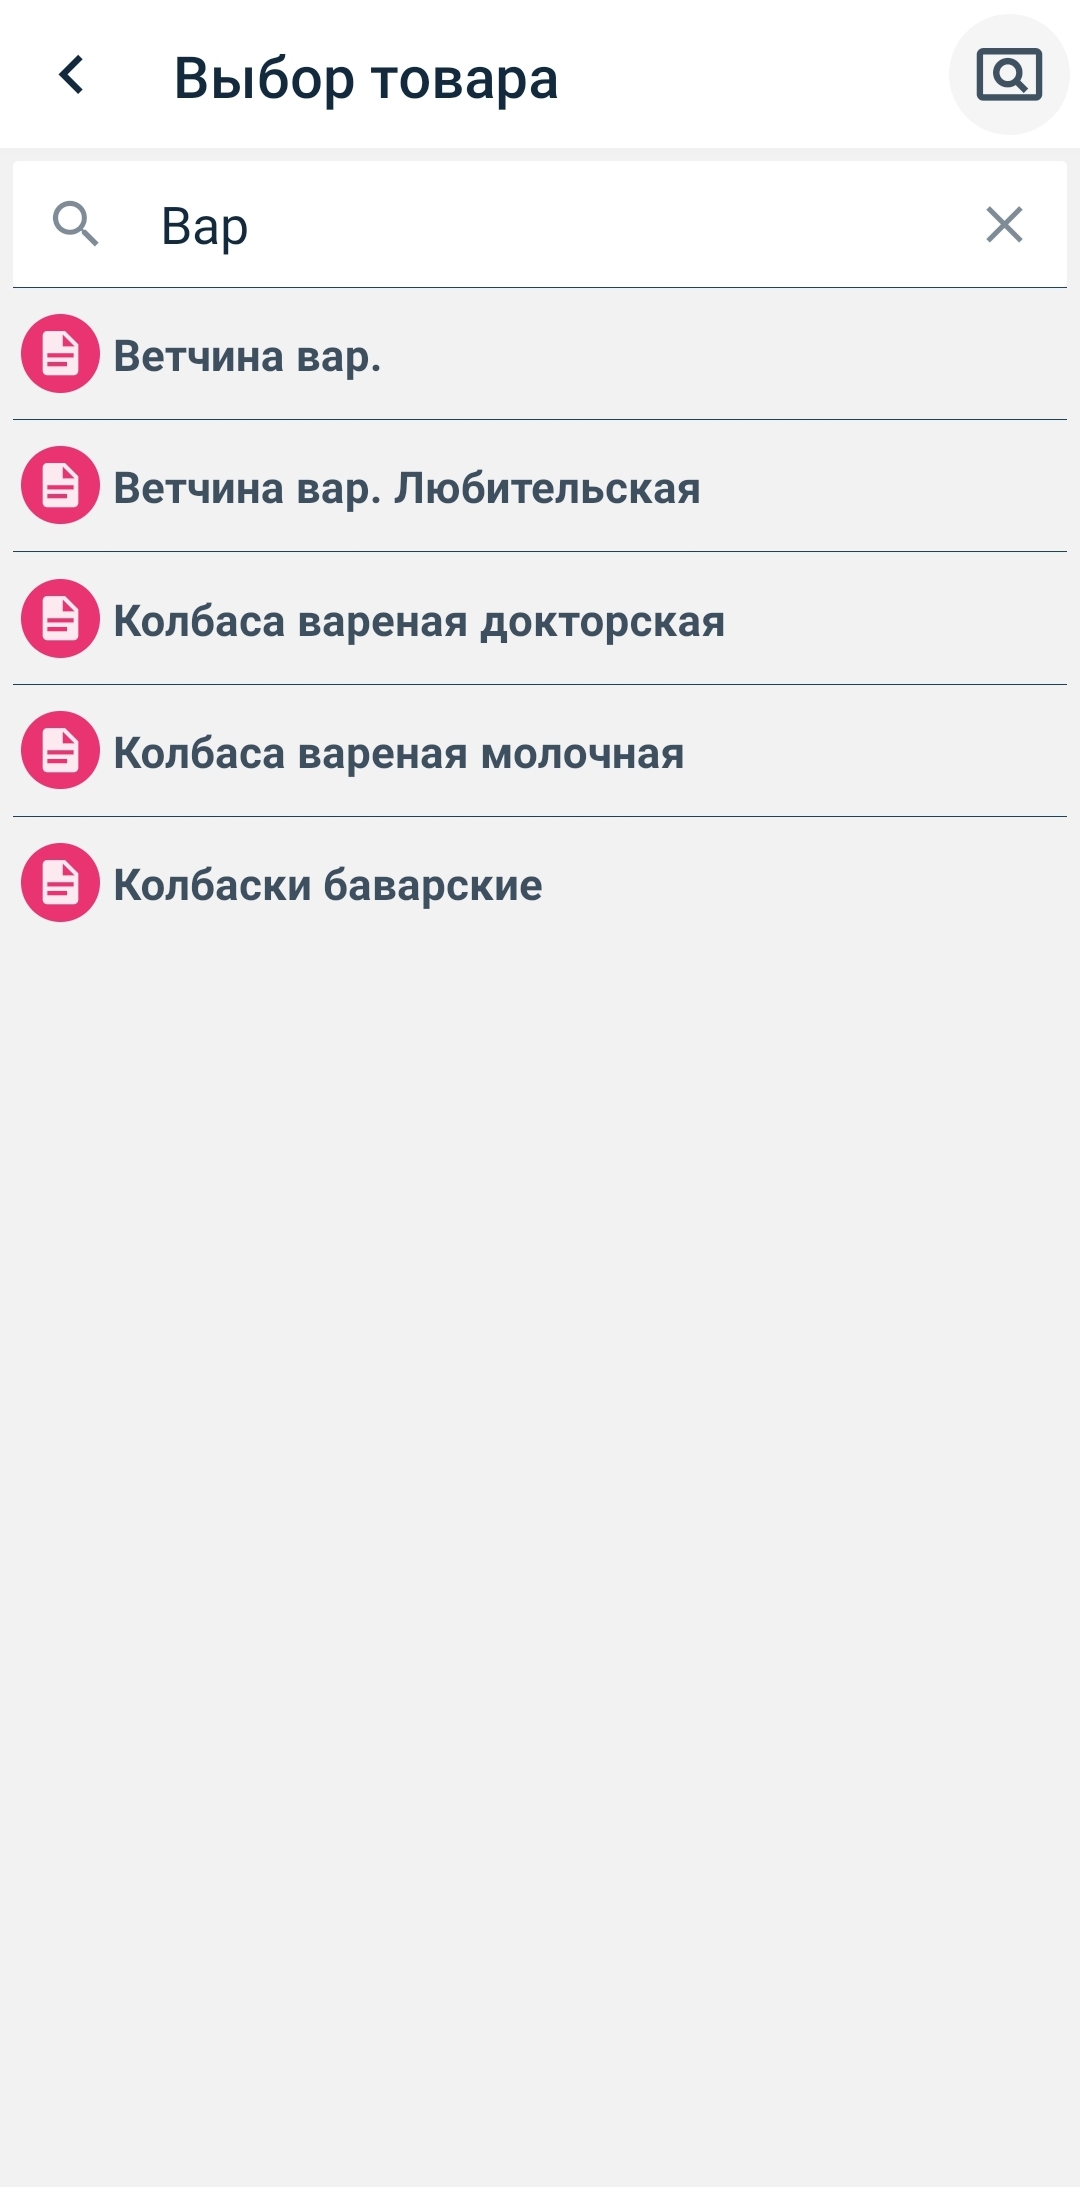 Выбор товара
Вар
Ветчина вар.
Ветчина вар. Любительская
Колбаса вареная докторская
Колбаса вареная молочная
Колбаски баварские